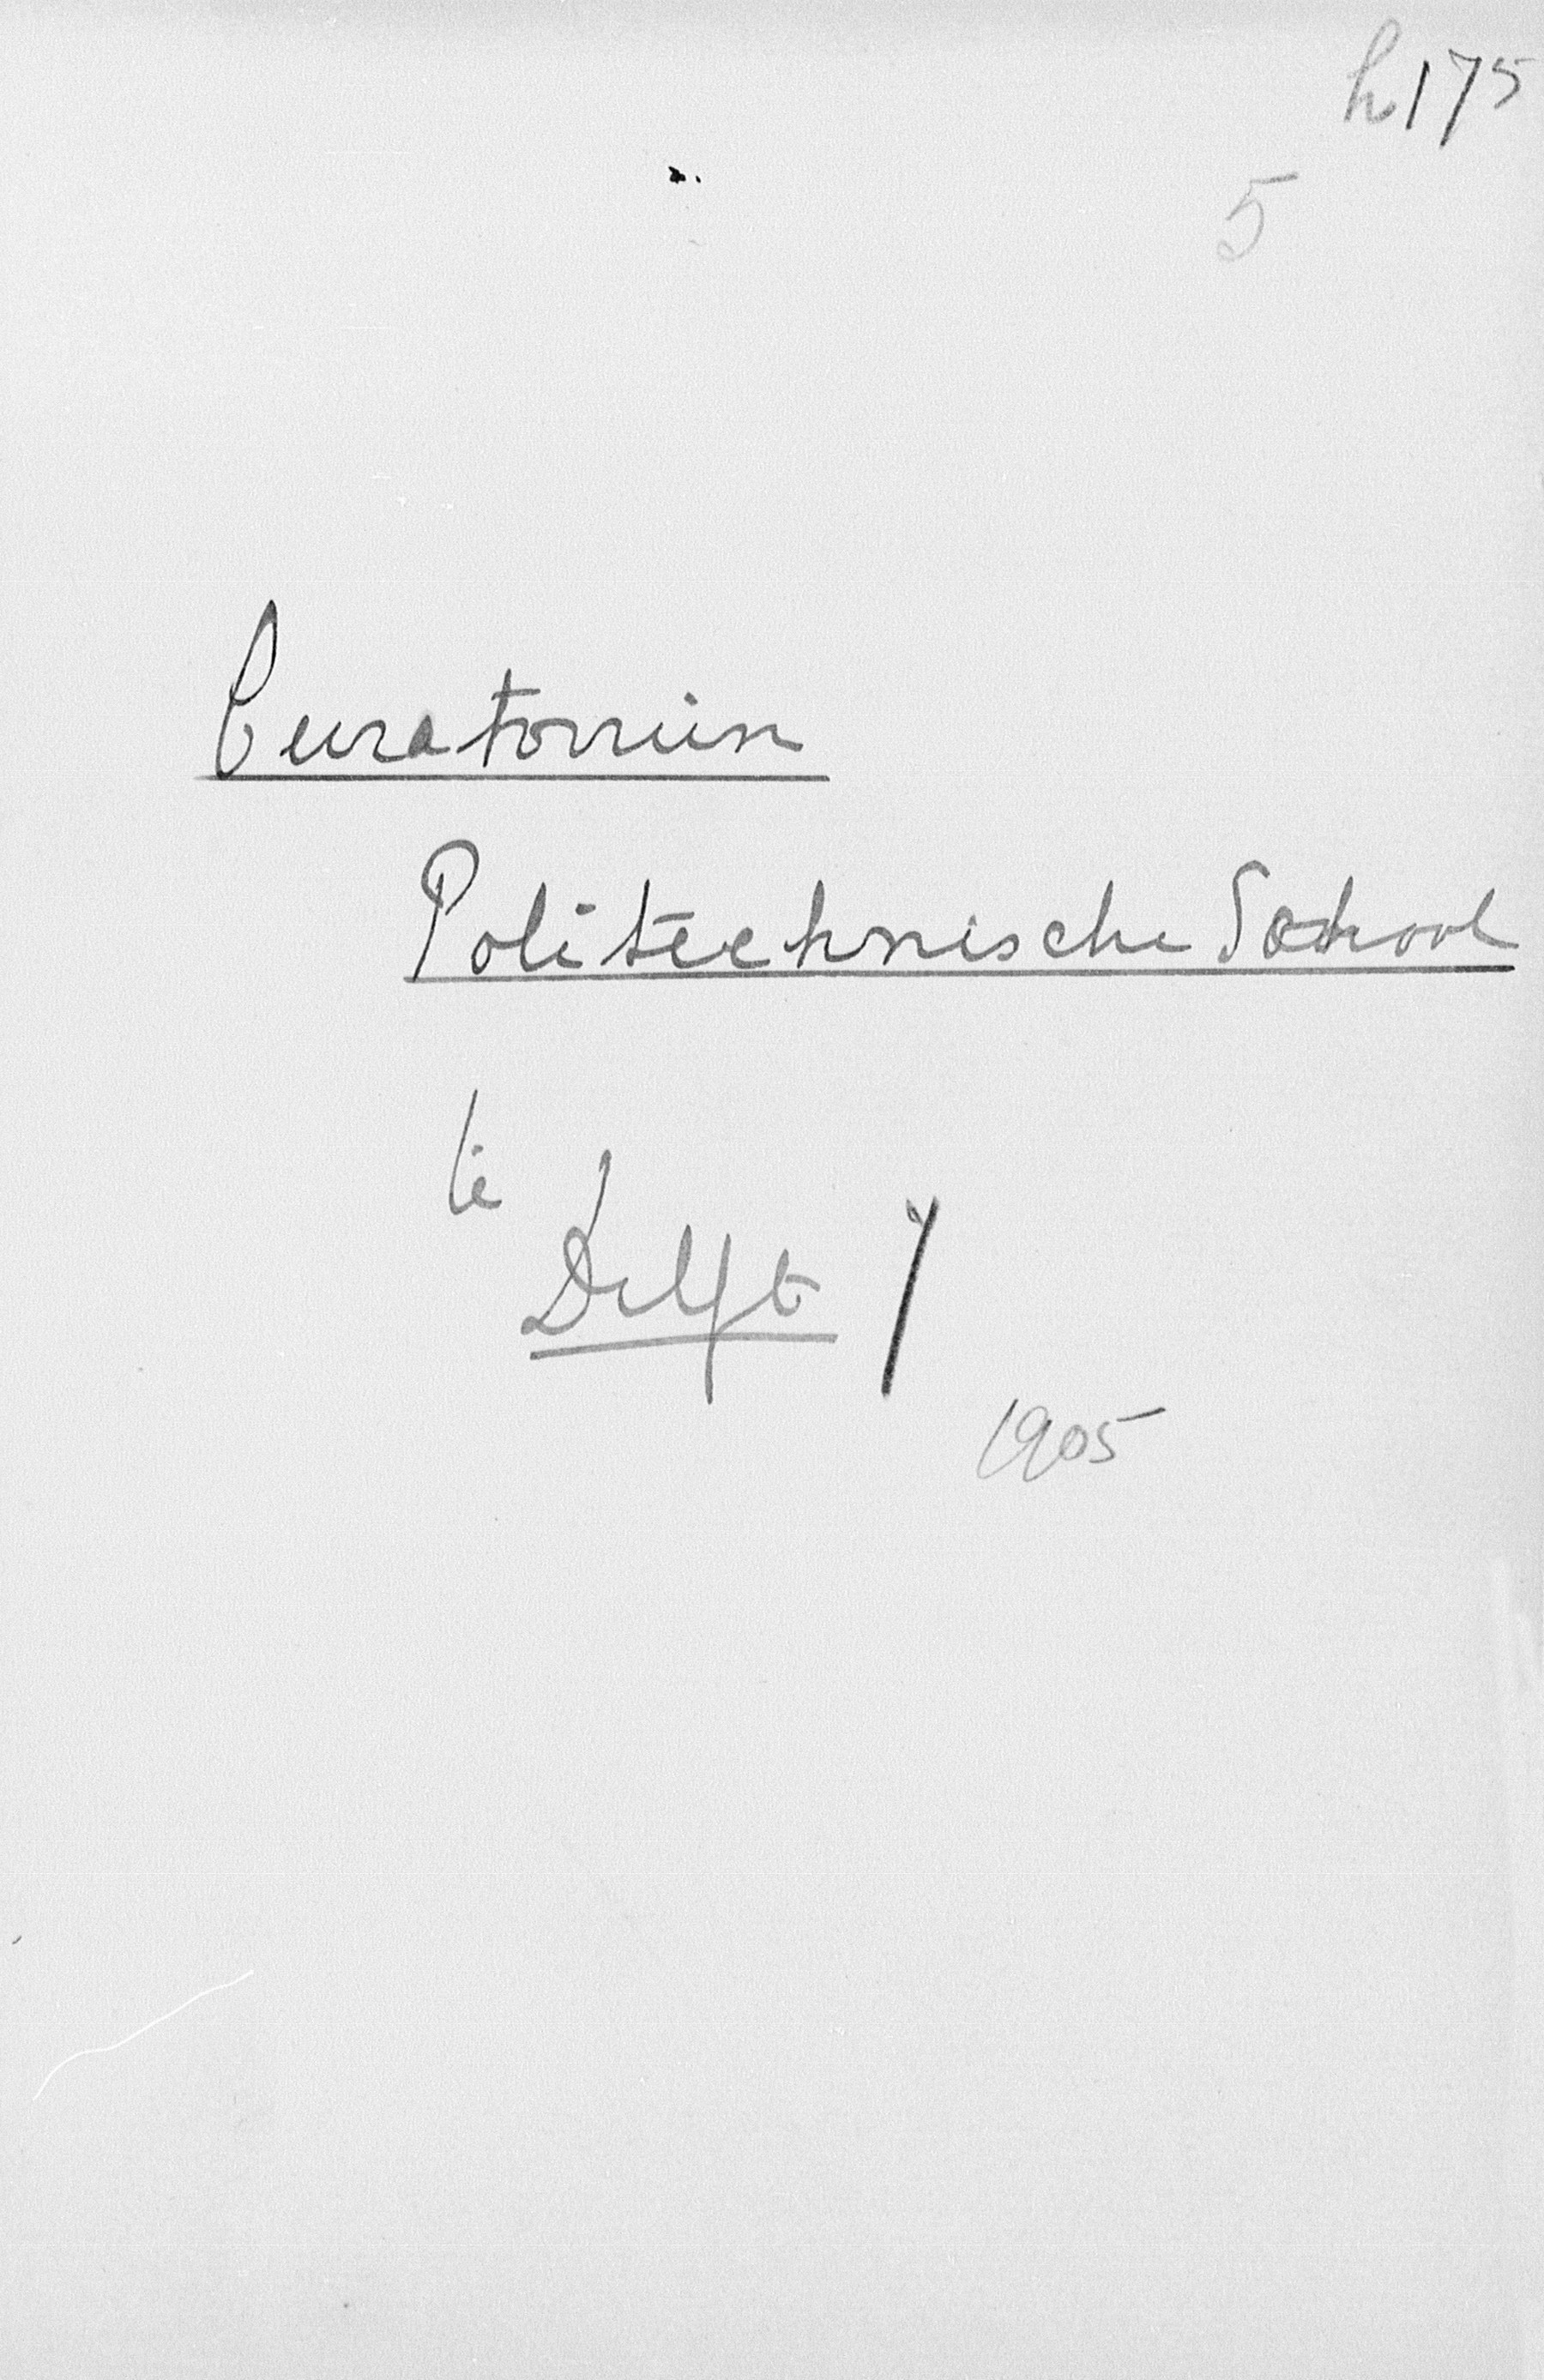 h175
5
Curatorium
Politechnische School
te
Delft /
1905